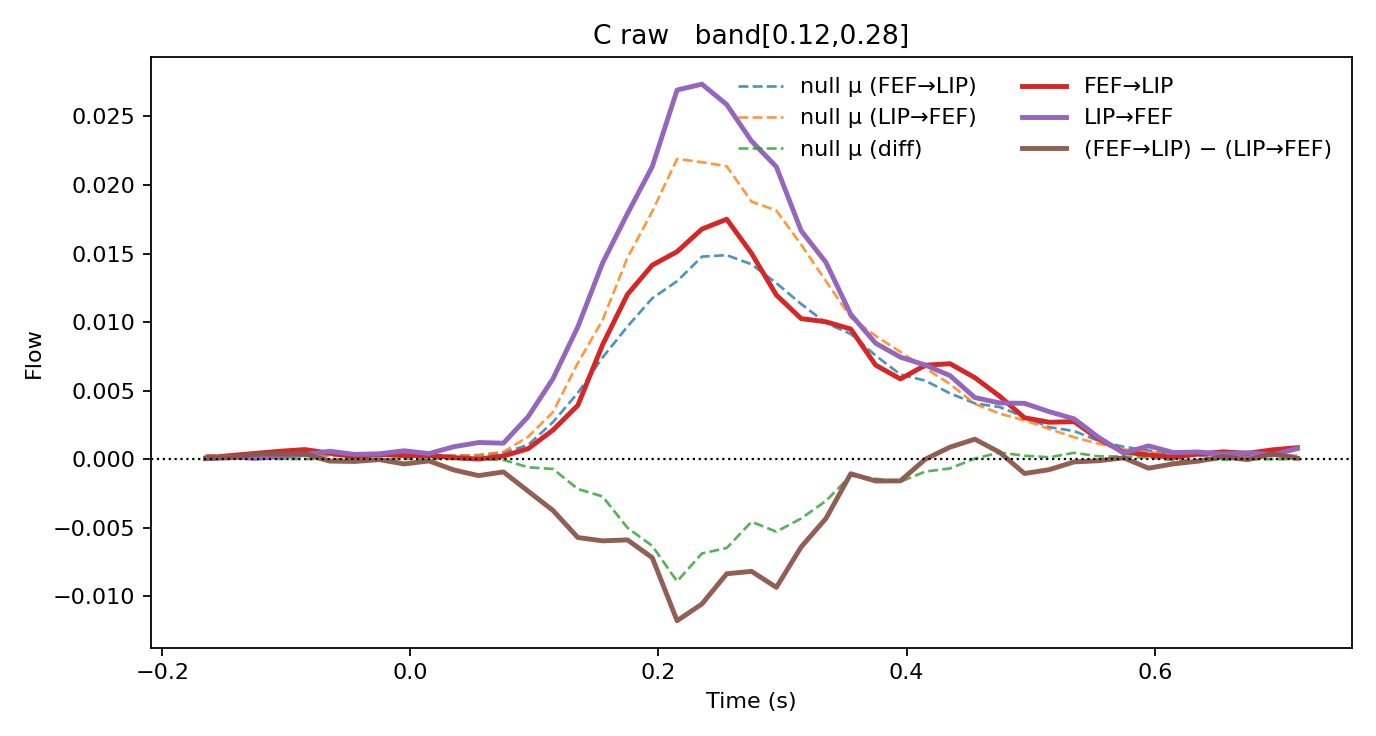 C raw   band[0.12,0.28]
null μ (FEF→LIP)
null μ (LIP→FEF)
null μ (diff)
FEF→LIP
LIP→FEF
(FEF→LIP) − (LIP→FEF)
Flow
0.025
0.020
0.015
0.010
0.005
0.000
−0.005
−0.010
−0.2
0.0
0.2
0.4
0.6
Time (s)